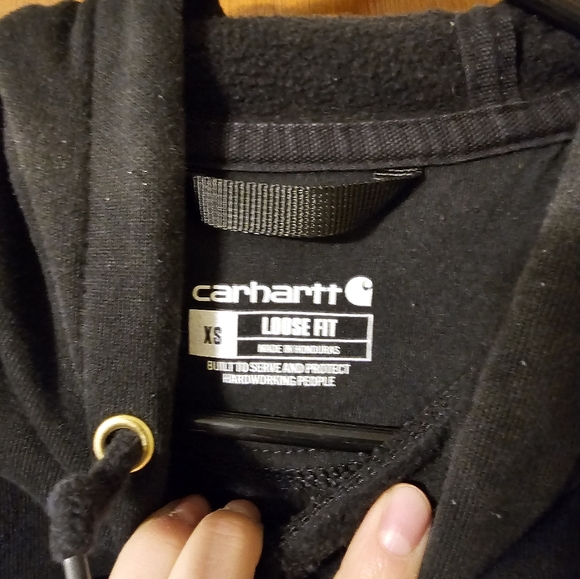 carhartt
XS
LOOSE FIT
MADE IN HONDURAS
BUILT TO SERVE AND PROTECT
HARDWORKING PEOPLE